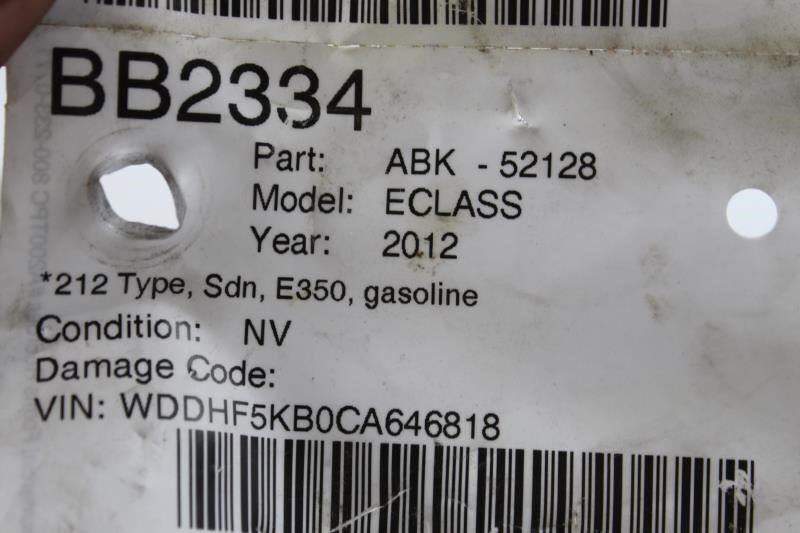 BB2334
Part: ABK - 52128
Model: ECLASS
Year: 2012
*212 Type, Sdn, E350, gasoline
Condition: NV
Damage Code:
VIN: WDDHF5KB0CA646818